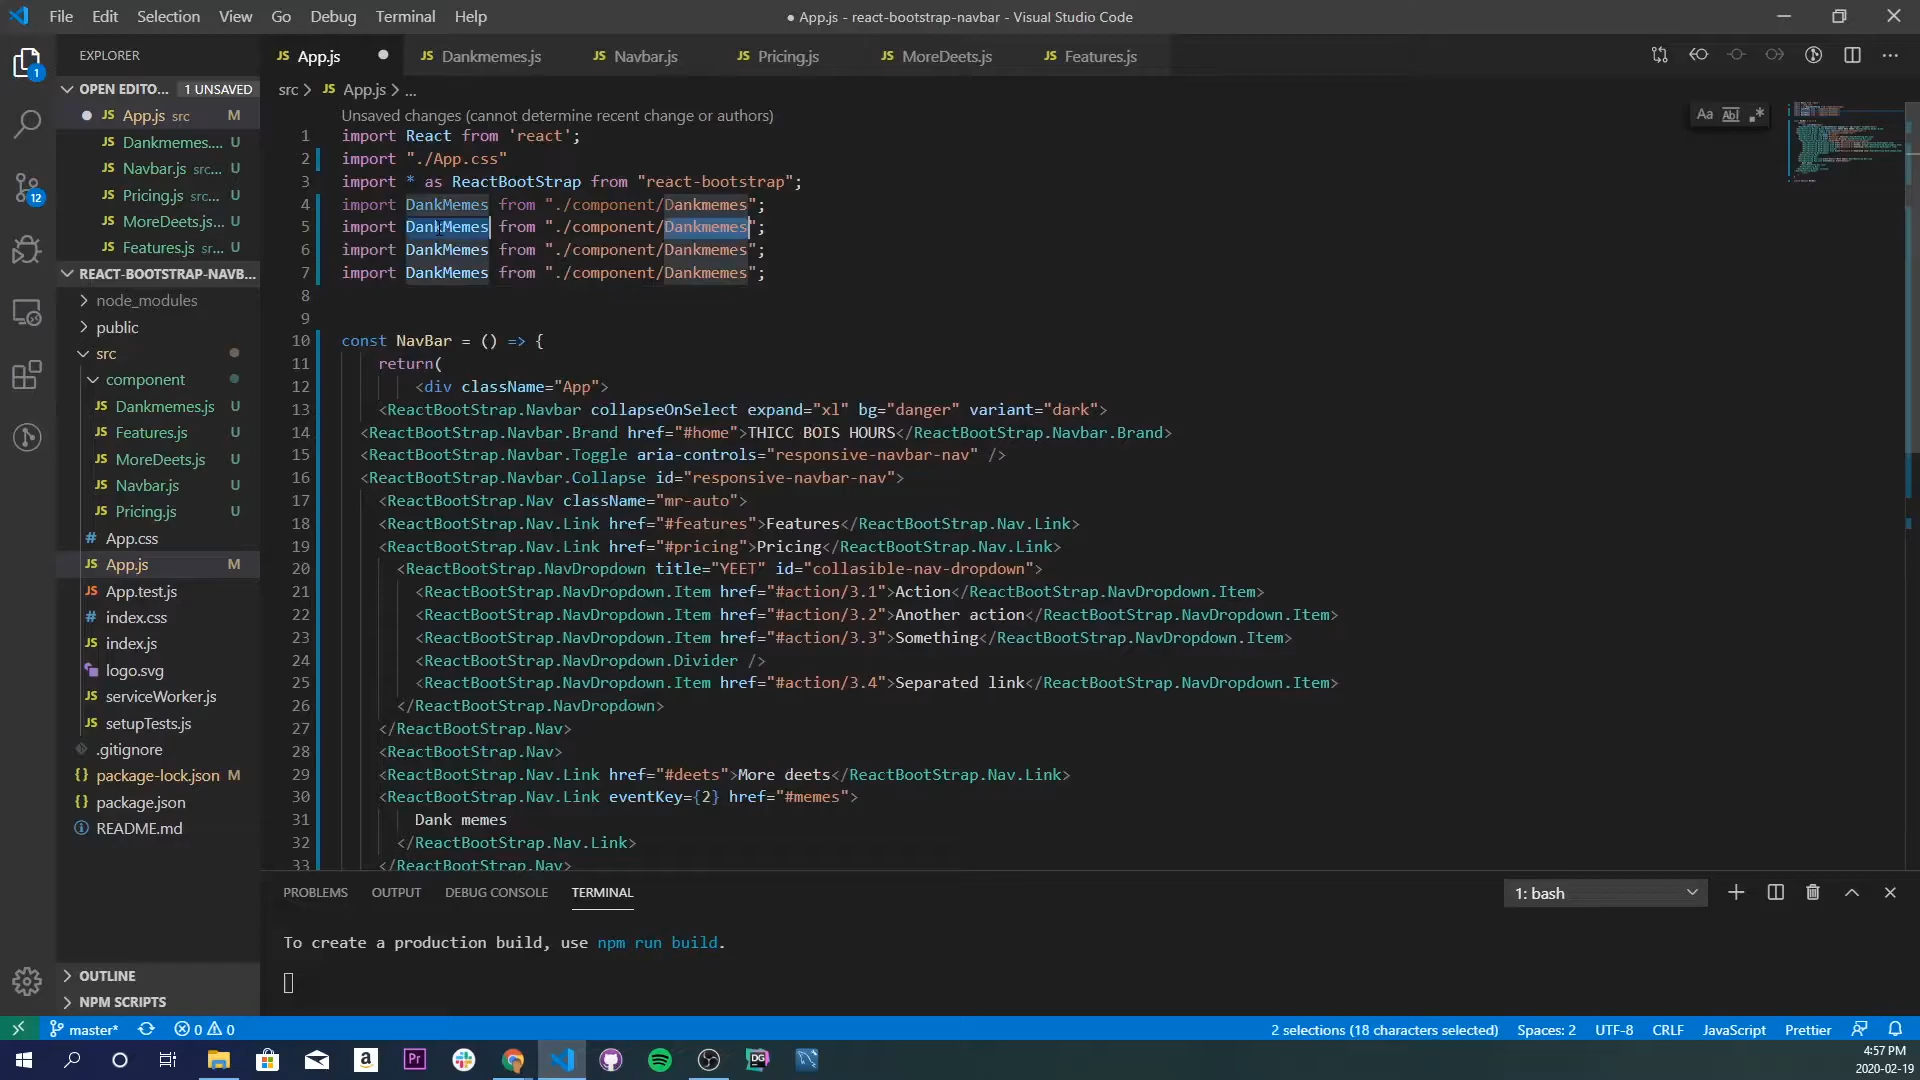 File Edit Selection View Go Debug Terminal Help
● App.js - react-bootstrap-navbar - Visual Studio Code
EXPLORER
1
OPEN EDITO... 1 UNSAVED
App.js src M
Dankmemes.... U
Navbar.js src... U
Pricing.js src... U
MoreDeets.js... U
Features.js sr... U
12
REACT-BOOTSTRAP-NAVB...
node_modules
public
src
component
Dankmemes.js U
Features.js U
MoreDeets.js U
Navbar.js U
Pricing.js U
App.css
App.js M
App.test.js
index.css
index.js
logo.svg
serviceWorker.js
setupTests.js
.gitignore
package-lock.json M
package.json
README.md
OUTLINE
NPM SCRIPTS
JS App.js JS Dankmemes.js JS Navbar.js JS Pricing.js JS MoreDeets.js JS Features.js
src > JS App.js > ...
Aa Abl .*
Unsaved changes (cannot determine recent change or authors)
1 import React from 'react';
2 import "./App.css"
3 import * as ReactBootStrap from "react-bootstrap";
4 import DankMemes from "./component/Dankmemes";
5 import DankMemes from "./component/Dankmemes";
6 import DankMemes from "./component/Dankmemes";
7 import DankMemes from "./component/Dankmemes";
8
9
10 const NavBar = () => {
11 return(
12 <div className="App">
13 <ReactBootStrap.Navbar collapseOnSelect expand="xl" bg="danger" variant="dark">
14 <ReactBootStrap.Navbar.Brand href="#home">THICC BOIS HOURS</ReactBootStrap.Navbar.Brand>
15 <ReactBootStrap.Navbar.Toggle aria-controls="responsive-navbar-nav" />
16 <ReactBootStrap.Navbar.Collapse id="responsive-navbar-nav">
17 <ReactBootStrap.Nav className="mr-auto">
18 <ReactBootStrap.Nav.Link href="#features">Features</ReactBootStrap.Nav.Link>
19 <ReactBootStrap.Nav.Link href="#pricing">Pricing</ReactBootStrap.Nav.Link>
20 <ReactBootStrap.NavDropdown title="YEET" id="collasible-nav-dropdown">
21 <ReactBootStrap.NavDropdown.Item href="#action/3.1">Action</ReactBootStrap.NavDropdown.Item>
22 <ReactBootStrap.NavDropdown.Item href="#action/3.2">Another action</ReactBootStrap.NavDropdown.Item>
23 <ReactBootStrap.NavDropdown.Item href="#action/3.3">Something</ReactBootStrap.NavDropdown.Item>
24 <ReactBootStrap.NavDropdown.Divider />
25 <ReactBootStrap.NavDropdown.Item href="#action/3.4">Separated link</ReactBootStrap.NavDropdown.Item>
26 </ReactBootStrap.NavDropdown>
27 </ReactBootStrap.Nav>
28 <ReactBootStrap.Nav>
29 <ReactBootStrap.Nav.Link href="#deets">More deets</ReactBootStrap.Nav.Link>
30 <ReactBootStrap.Nav.Link eventKey={2} href="#memes">
31 Dank memes
32 </ReactBootStrap.Nav.Link>
33 </ReactBootStrap.Nav>
PROBLEMS OUTPUT DEBUG CONSOLE TERMINAL 1: bash
To create a production build, use npm run build.
master* 0 0 2 selections (18 characters selected) Spaces: 2 UTF-8 CRLF JavaScript Prettier
a Pr DG
4:57 PM
2020-02-19